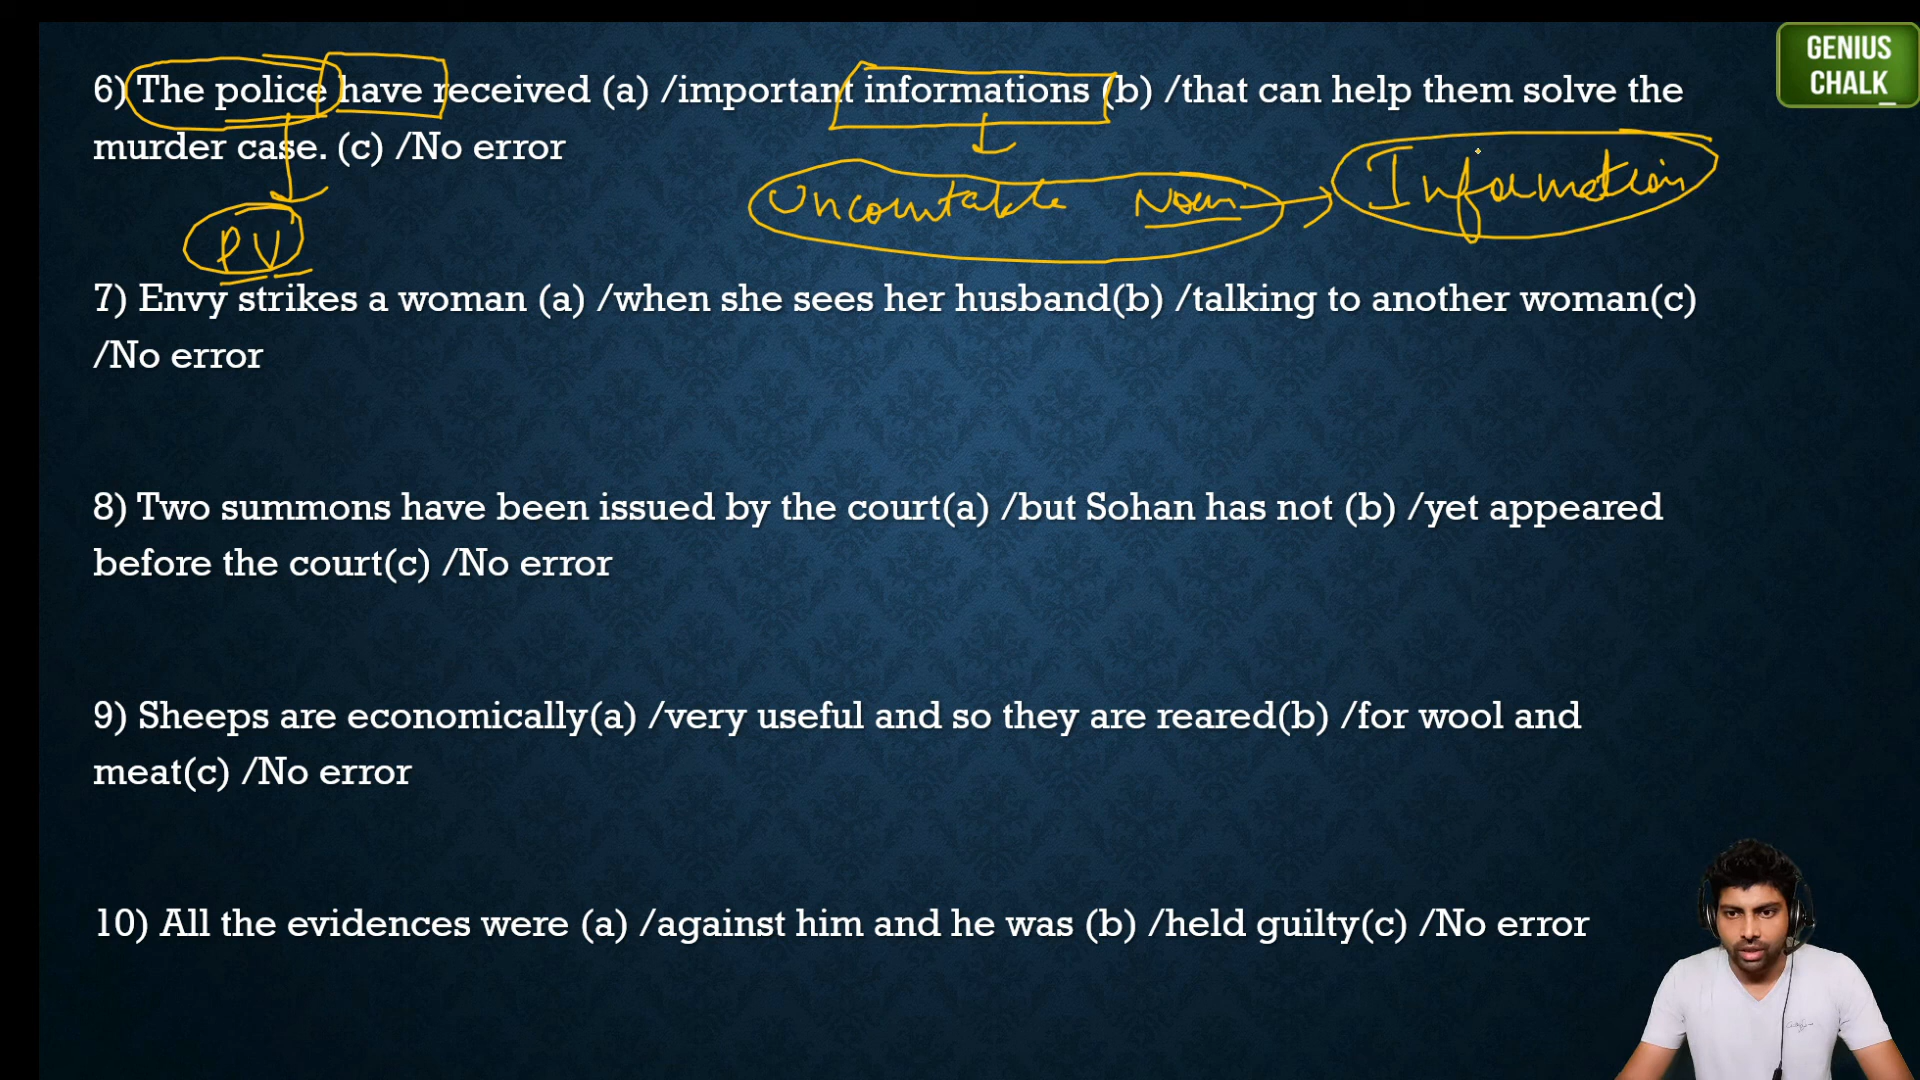 GENIUS
CHALK
6) The police have received (a) /important informations (b) /that can help them solve the
murder case. (c) /No error
Uncountable Noun
Information
PV
7) Envy strikes a woman (a) /when she sees her husband(b) /talking to another woman(c)
/No error
8) Two summons have been issued by the court(a) /but Sohan has not (b) /yet appeared
before the court(c) /No error
9) Sheeps are economically(a) /very useful and so they are reared(b) /for wool and
meat(c) /No error
10) All the evidences were (a) /against him and he was (b) /held guilty(c) /No error